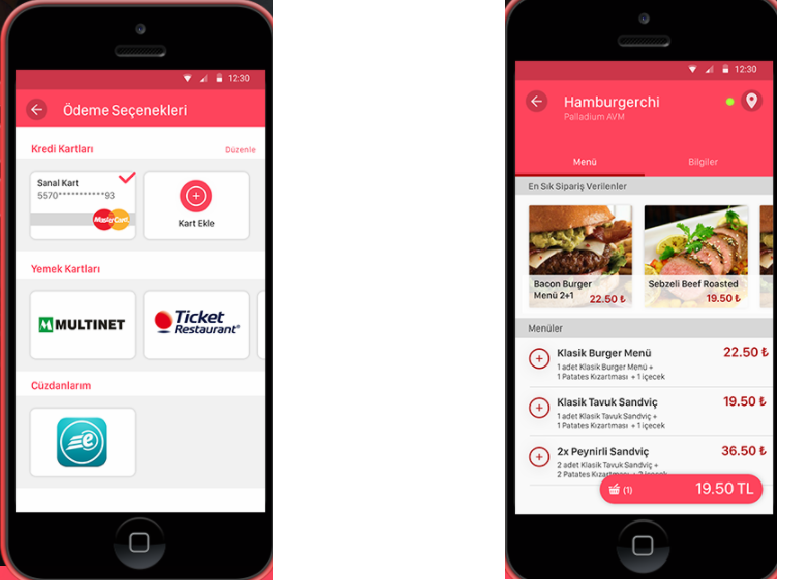 12:30
Ödeme Seçenekleri
Kredi Kartları
Düzenle
Sanal Kart
5570***********93
MasterCard
Kart Ekle
Yemek Kartları
MULTINET
Ticket
Restaurant®
Cüzdanlarım
e
12:30
Hamburgerchi
Palladium AVM
Menü
Bilgiler
En Sık Sipariş Verilenler
Bacon Burger
Menü 2+1
22.50 ₺
Sebzeli Beef Roasted
19.50 ₺
Menüler
Klasik Burger Menü
22.50 ₺
1 adet Klasik Burger Menü +
1 Patates Kızartması + 1 içecek
Klasik Tavuk Sandviç
19.50 ₺
1 adet Klasik Tavuk Sandviç +
1 Patates Kızartması + 1 içecek
2x Peynirli Sandviç
36.50 ₺
2 adet Klasik Tavuk Sandviç +
2 Patates
(1)
19.50 TL